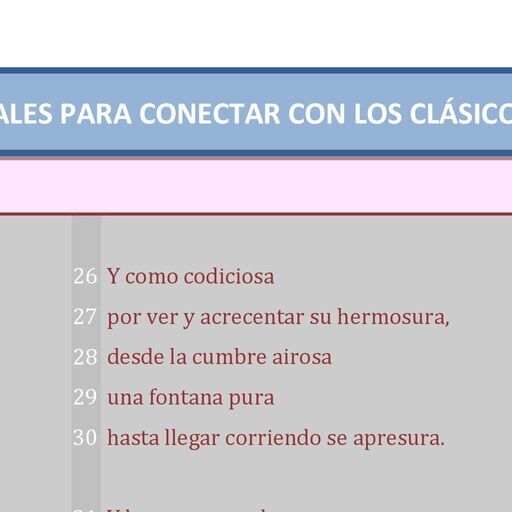 ALES PARA CONECTAR CON LOS CLÁSICO
26 Y como codiciosa
27 por ver y acrecentar su hermosura,
28 desde la cumbre airosa
29 una fontana pura
30 hasta llegar corriendo se apresura.